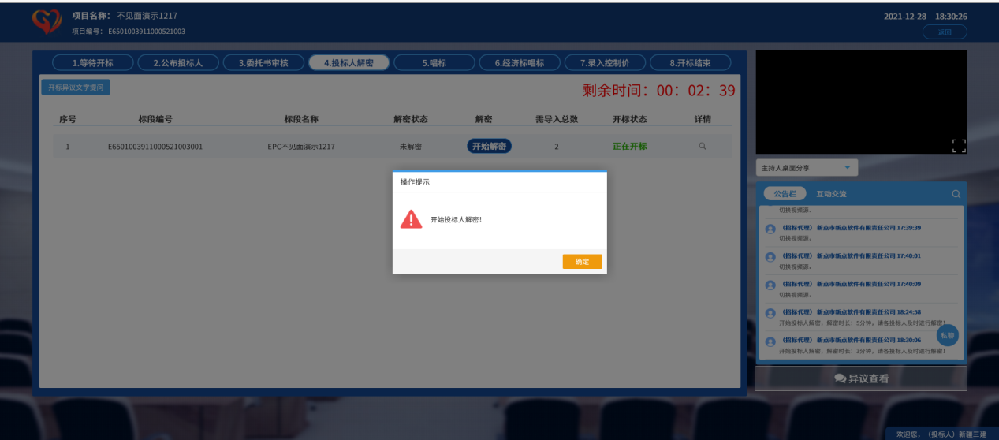 项目名称： 不见面演示1217
项目编号： E6501003911000521003
2021-12-28 18:30:26
返回
1.等待开标 2.公布投标人 3.委托书审核 4.投标人解密 5.唱标 6.经济标唱标 7.录入控制价 8.开标结束
开标异议文字提问
剩余时间：00：02：39
序号 标段编号 标段名称 解密状态 解密 需导入总数 开标状态 详情
1 E6501003911000521003001 EPC不见面演示1217 未解密 开始解密 2 正在开标
操作提示
开始投标人解密！
确定
主持人桌面分享
公告栏 互动交流
切换视频源。
（招标代理） 新点市新点软件有限责任公司 17:39:39
切换视频源。
（招标代理） 新点市新点软件有限责任公司 17:40:01
切换视频源。
（招标代理） 新点市新点软件有限责任公司 17:40:09
切换视频源。
（招标代理） 新点市新点软件有限责任公司 18:24:58
开始投标人解密，解密时长：5分钟，请各投标人及时进行解密！
私聊
（招标代理） 新点市新点软件有限责任公司 18:30:06
开始投标人解密，解密时长：3分钟，请各投标人及时进行解密！
异议查看
欢迎您，（投标人）新疆三建